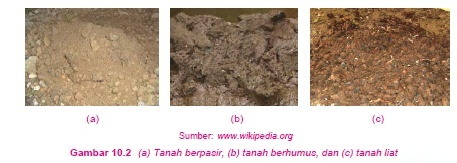 (a) (b) (c)
Sumber: www.wikipedia.org
Gambar 10.2 (a) Tanah berpasir, (b) tanah berhumus, dan (c) tanah liat